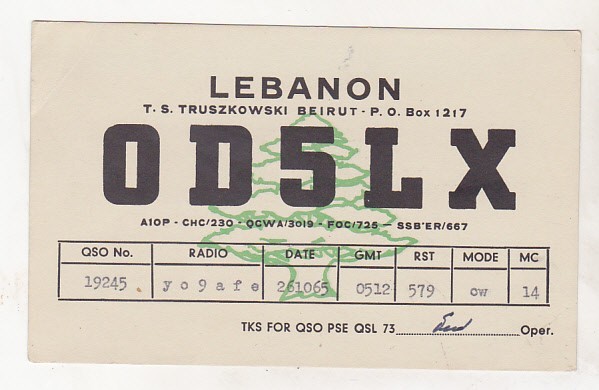 LEBANON
T. S. TRUSZKOWSKI BEIRUT - P. O. Box 1217
OD5LX
A1OP - CHC/230 - OCWA/3019 - FOC/725 - SSB'ER/667
QSO No. RADIO DATE GMT RST MODE MC
19245 yo9afe 261065 0512 579 cw 14
TKS FOR QSO PSE QSL 73 Oper.